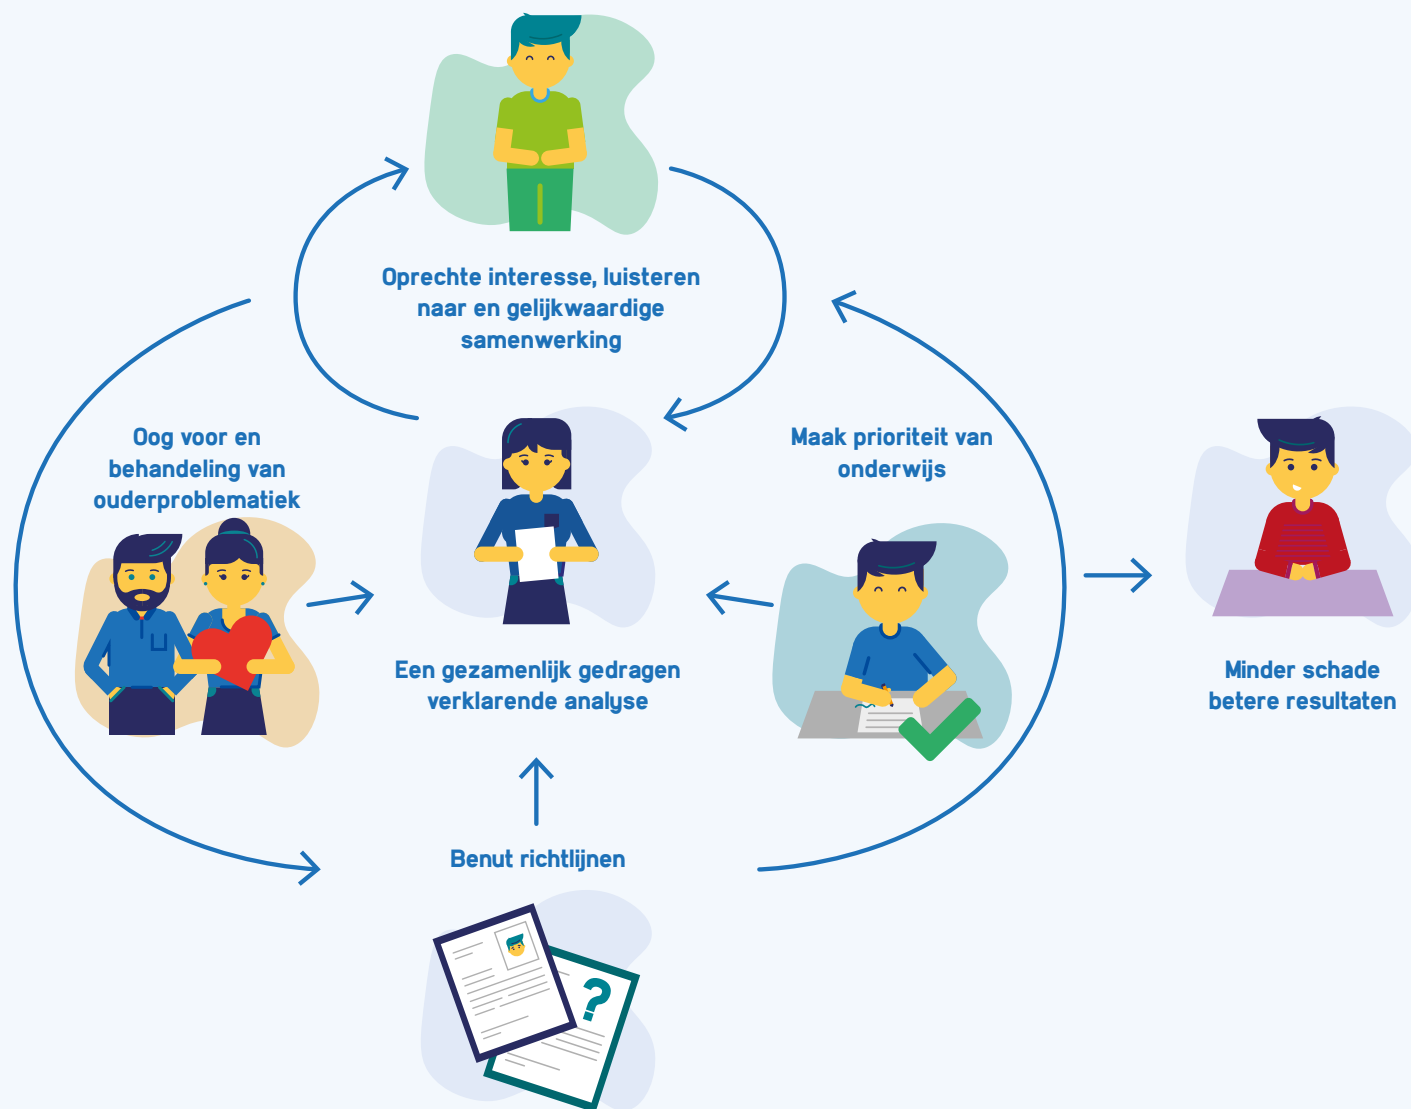 Oprechte interesse, luisteren
naar en gelijkwaardige
samenwerking
Oog voor en
behandeling van
ouderproblematiek
Maak prioriteit van
onderwijs
Een gezamenlijk gedragen
verklarende analyse
Minder schade
betere resultaten
Benut richtlijnen
?